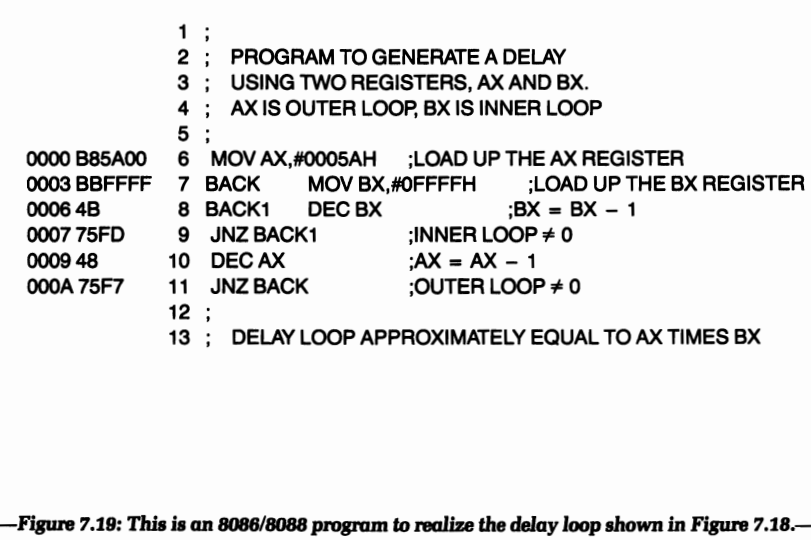 1 ;
2 ; PROGRAM TO GENERATE A DELAY
3 ; USING TWO REGISTERS, AX AND BX.
4 ; AX IS OUTER LOOP, BX IS INNER LOOP
5 ;
0000 B85A00 6 MOV AX,#0005AH ;LOAD UP THE AX REGISTER
0003 BBFFFF 7 BACK MOV BX,#0FFFFH ;LOAD UP THE BX REGISTER
0006 4B 8 BACK1 DEC BX ;BX = BX – 1
0007 75FD 9 JNZ BACK1 ;INNER LOOP ≠ 0
0009 48 10 DEC AX ;AX = AX – 1
000A 75F7 11 JNZ BACK ;OUTER LOOP ≠ 0
12 ;
13 ; DELAY LOOP APPROXIMATELY EQUAL TO AX TIMES BX
—Figure 7.19: This is an 8086/8088 program to realize the delay loop shown in Figure 7.18.—